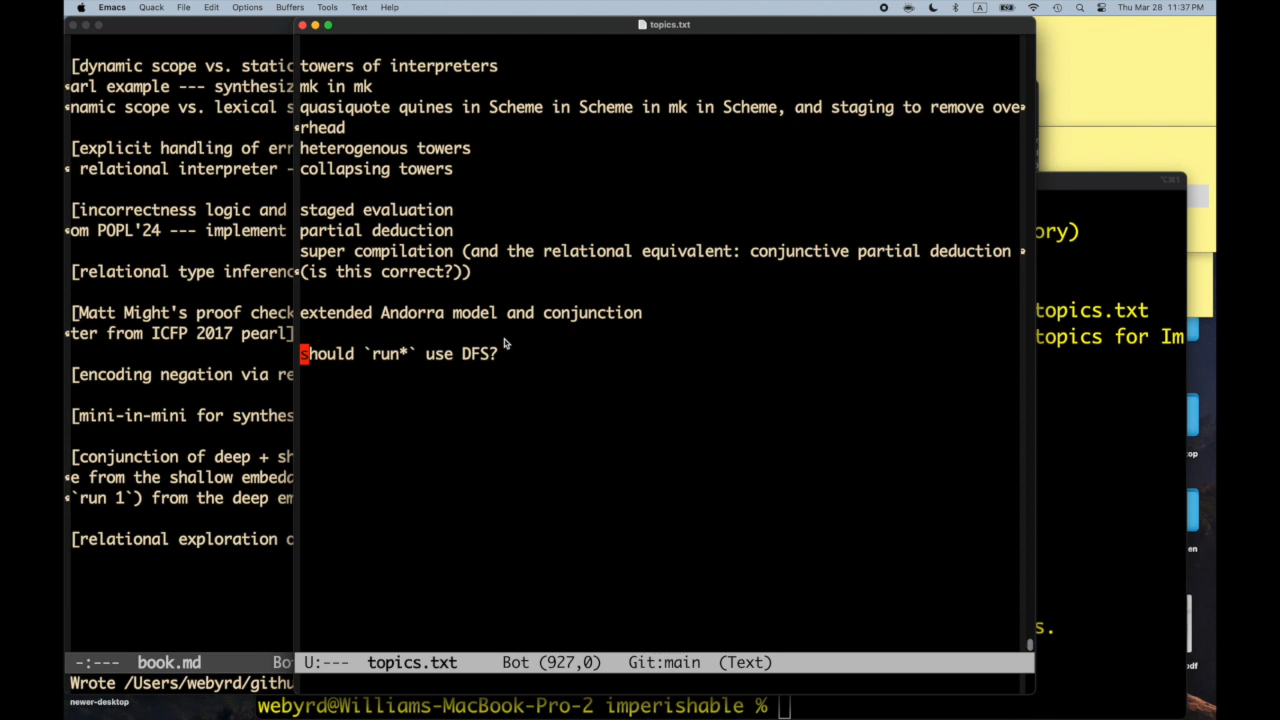 Emacs Quack File Edit Options Buffers Tools Text Help
A
Thu Mar 28 11:37 PM
topics.txt
[dynamic scope vs. static
arl example --- synthesiz
namic scope vs. lexical s
[explicit handling of err
relational interpreter -
[incorrectness logic and
om POPL'24 --- implement
[relational type inferenc
[Matt Might's proof check
ter from ICFP 2017 pearl]
[encoding negation via re
[mini-in-mini for synthes
[conjunction of deep + sh
e from the shallow embedd
`run 1`) from the deep em
[relational exploration o
-:--- book.md Bo
Wrote /Users/webyrd/githu
newer-desktop
towers of interpreters
mk in mk
quasiquote quines in Scheme in Scheme in mk in Scheme, and staging to remove ove
rhead
heterogenous towers
collapsing towers
staged evaluation
partial deduction
super compilation (and the relational equivalent: conjunctive partial deduction
(is this correct?))
extended Andorra model and conjunction
should `run*` use DFS?
U:--- topics.txt Bot (927,0) Git:main (Text)
⌥⌘1
ory)
topics.txt
topics for Im
s.
webyrd@Williams-MacBook-Pro-2 imperishable %
top
en
pdf